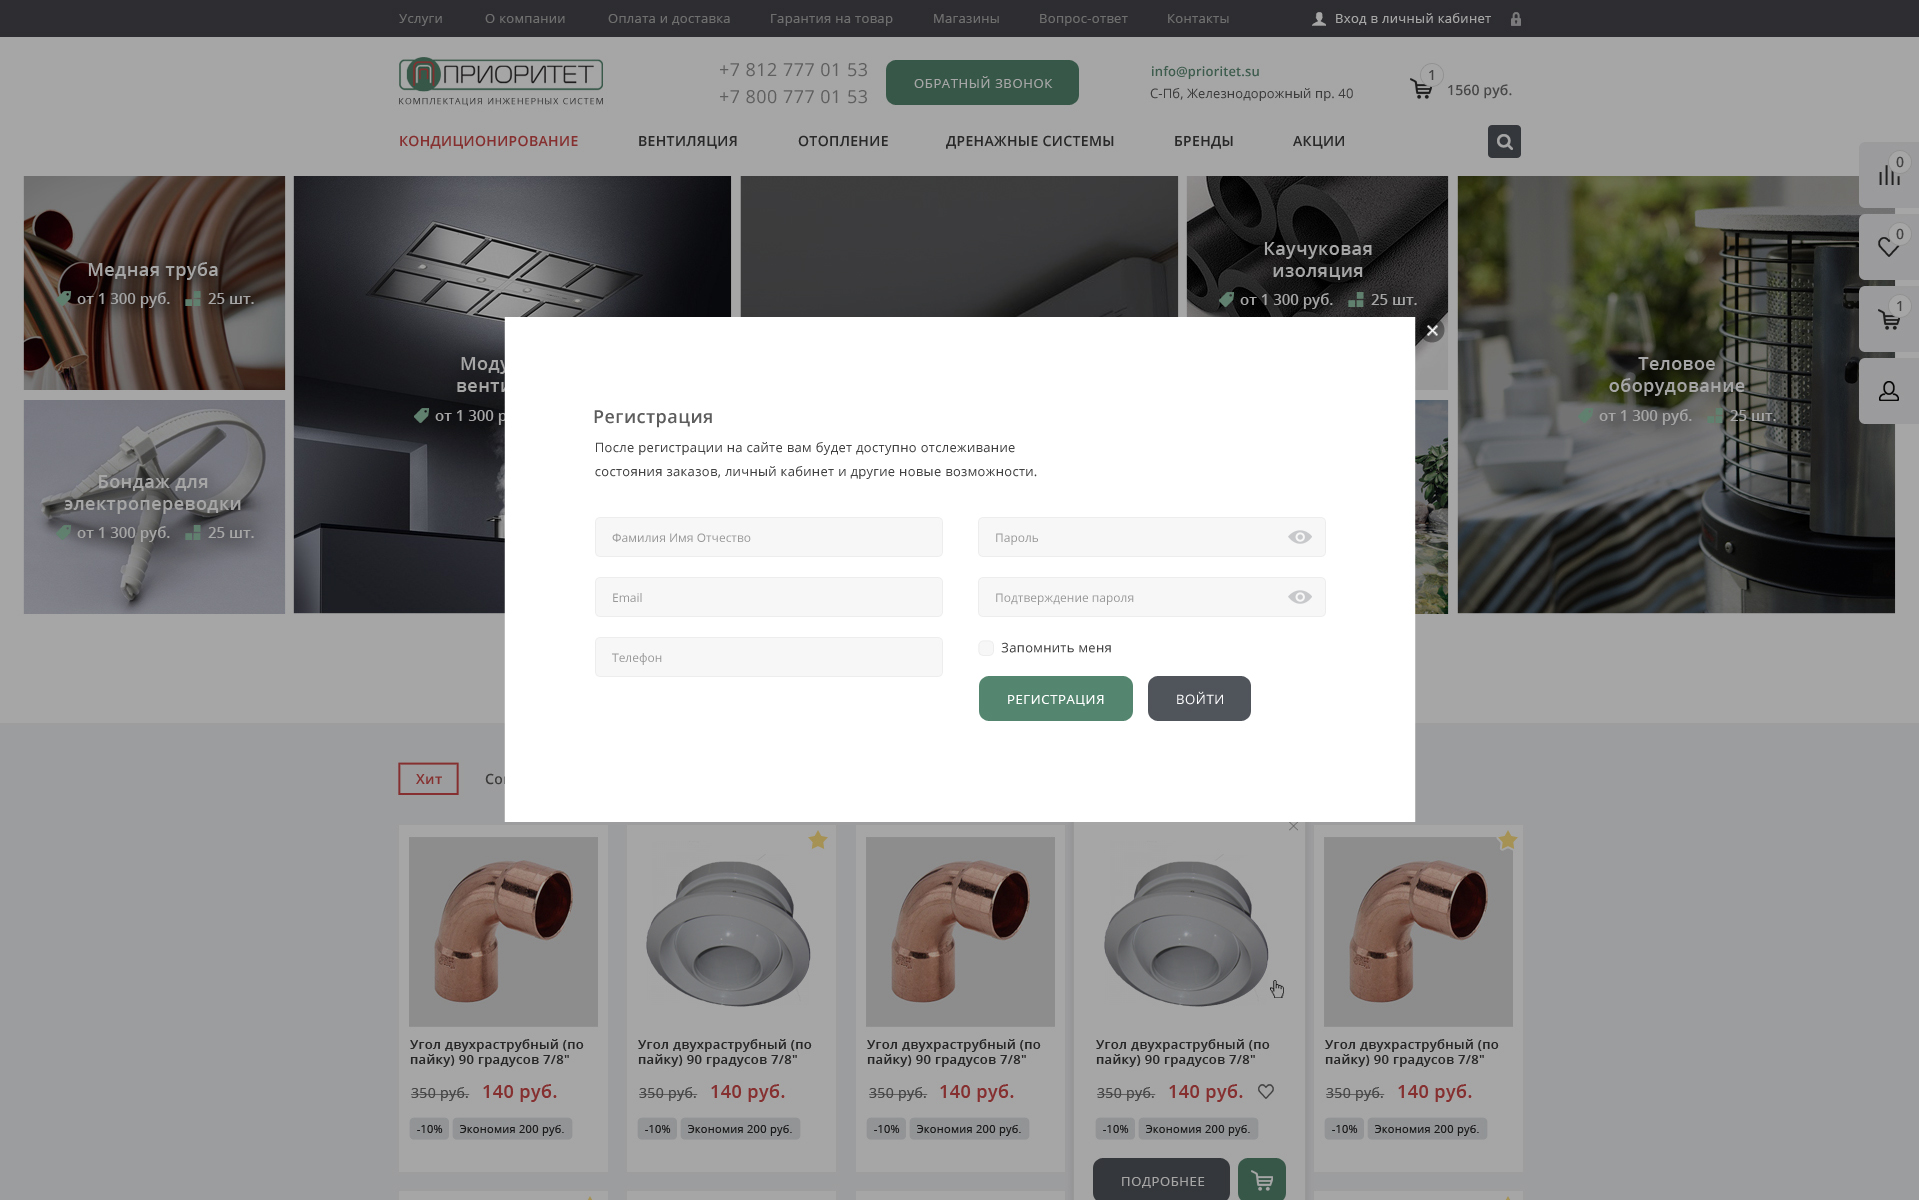 Услуги
О компании
Оплата и доставка
Гарантия на товар
Магазины
Вопрос-ответ
Контакты
Вход в личный кабинет
ПРИОРИТЕТ
КОМПЛЕКТАЦИЯ ИНЖЕНЕРНЫХ СИСТЕМ
+7 812 777 01 53
+7 800 777 01 53
ОБРАТНЫЙ ЗВОНОК
info@prioritet.su
С-Пб, Железнодорожный пр. 40
1
1560 руб.
КОНДИЦИОНИРОВАНИЕ
ВЕНТИЛЯЦИЯ
ОТОПЛЕНИЕ
ДРЕНАЖНЫЕ СИСТЕМЫ
БРЕНДЫ
АКЦИИ
0
0
1
Медная труба
от 1 300 руб.
25 шт.
Бондаж для
электропереводки
от 1 300 руб.
25 шт.
Моду
венти
от 1 300 р
Каучуковая
изоляция
от 1 300 руб.
25 шт.
Теловое
оборудование
от 1 300 руб.
25 шт.
Регистрация
После регистрации на сайте вам будет доступно отслеживание
состояния заказов, личный кабинет и другие новые возможности.
Фамилия Имя Отчество
Email
Телефон
Пароль
Подтверждение пароля
Запомнить меня
РЕГИСТРАЦИЯ
ВОЙТИ
Хит
Со
Угол двухраструбный (по
пайку) 90 градусов 7/8"
350 руб.
140 руб.
-10%
Экономия 200 руб.
Угол двухраструбный (по
пайку) 90 градусов 7/8"
350 руб.
140 руб.
-10%
Экономия 200 руб.
Угол двухраструбный (по
пайку) 90 градусов 7/8"
350 руб.
140 руб.
-10%
Экономия 200 руб.
Угол двухраструбный (по
пайку) 90 градусов 7/8"
350 руб.
140 руб.
-10%
Экономия 200 руб.
ПОДРОБНЕЕ
Угол двухраструбный (по
пайку) 90 градусов 7/8"
350 руб.
140 руб.
-10%
Экономия 200 руб.